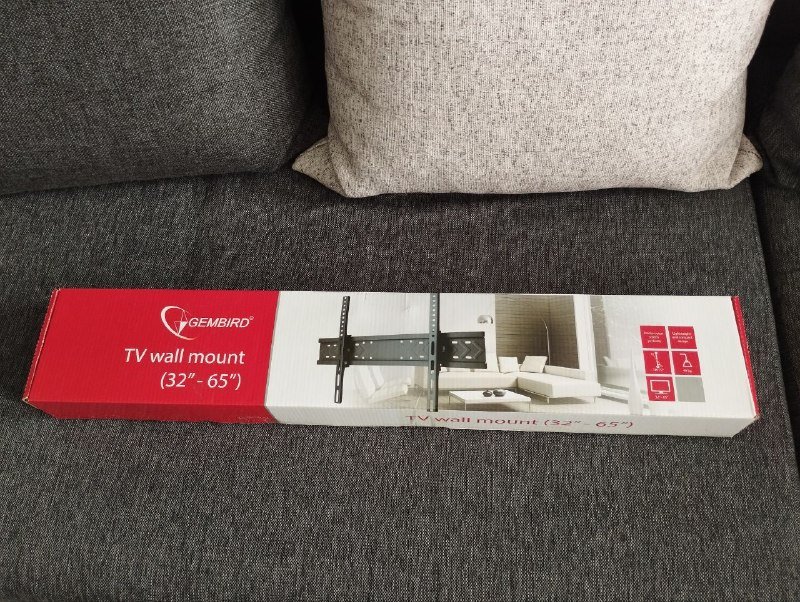 GEMBIRD®
TV wall mount
(32” - 65”)
TV wall mount (32” - 65”)